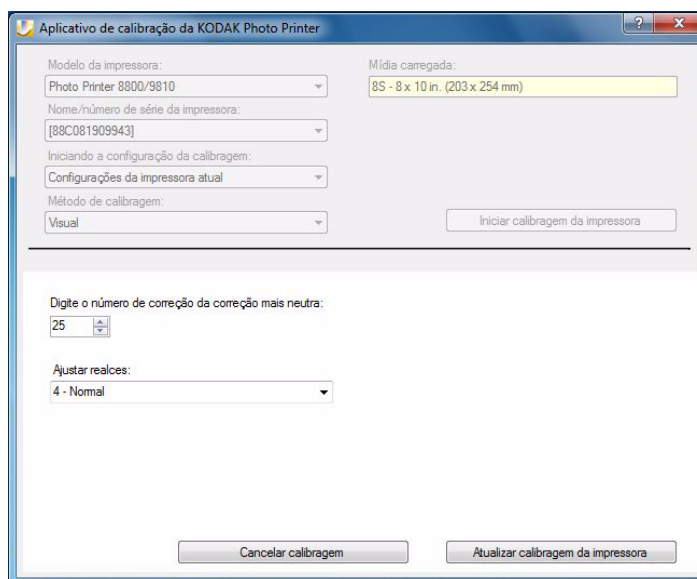 Aplicativo de calibração da KODAK Photo Printer
Modelo da impressora:
Photo Printer 8800/9810
Nome/número de série da impressora:
[88C081909943]
Iniciando a configuração da calibragem:
Configurações da impressora atual
Método de calibragem:
Visual
Mídia carregada:
8S - 8 x 10 in. (203 x 254 mm)
Iniciar calibragem da impressora
Digite o número de correção da correção mais neutra:
25
Ajustar realces:
4 - Normal
Cancelar calibragem
Atualizar calibragem da impressora